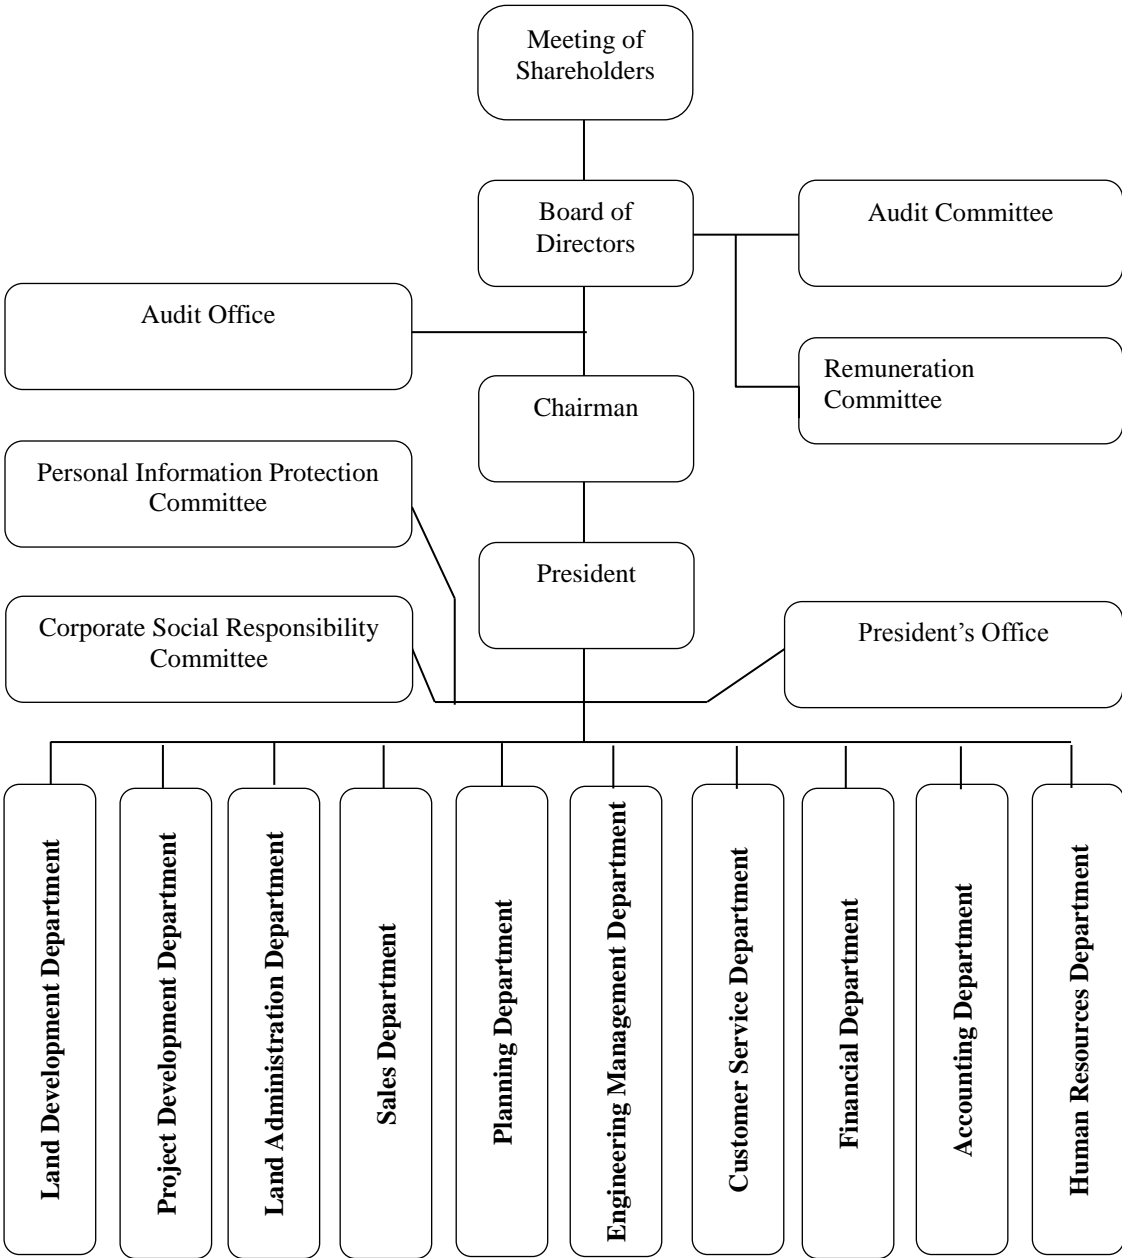 Meeting of
Shareholders
Board of
Directors
Audit Committee
Audit Office
Remuneration
Committee
Chairman
Personal Information Protection
Committee
President
Corporate Social Responsibility
Committee
President’s Office
Land Development Department
Project Development Department
Land Administration Department
Sales Department
Planning Department
Engineering Management Department
Customer Service Department
Financial Department
Accounting Department
Human Resources Department